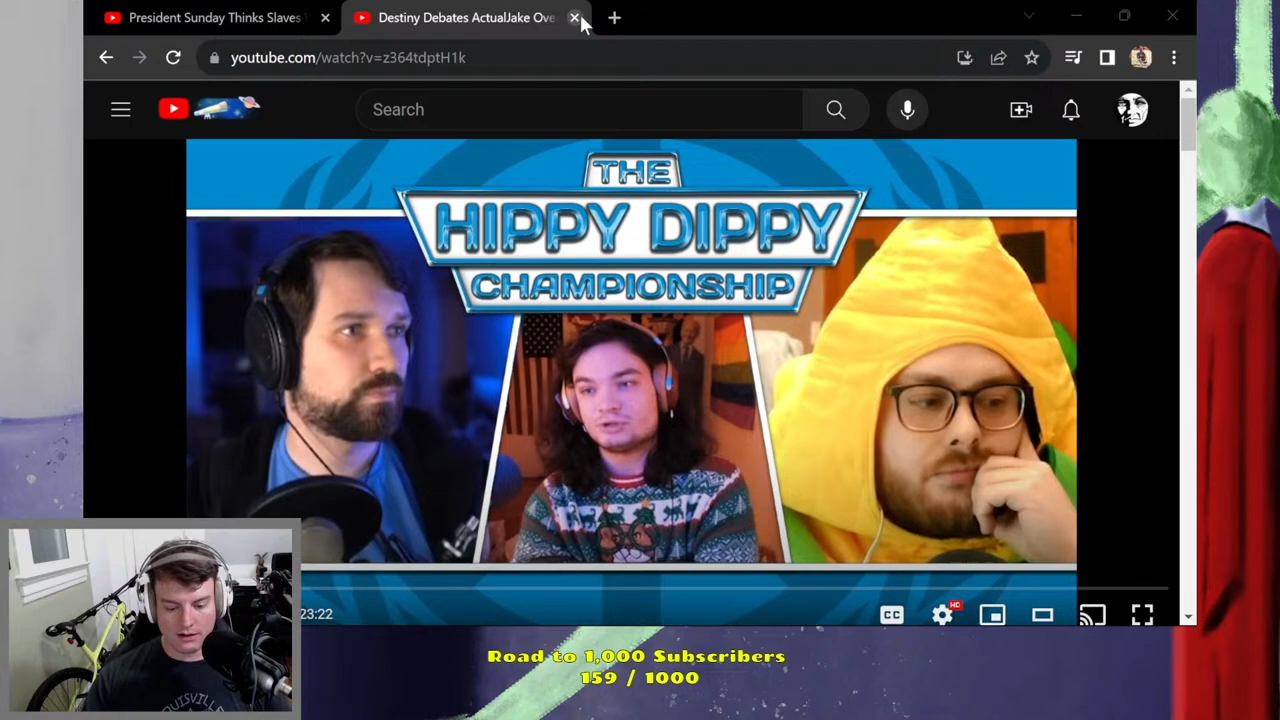 President Sunday Thinks Slaves
Destiny Debates ActualJake Ove
youtube.com/watch?v=z364tdptH1k
Search
THE
HIPPY DIPPY
CHAMPIONSHIP
23:22
CC
HD
Road to 1,000 Subscribers
159 / 1000